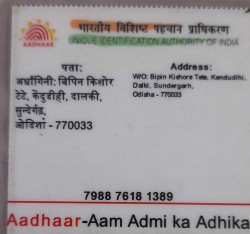 भारतीय विशिष्ट पहचान प्राधिकरण
UNIQUE IDENTIFICATION AUTHORITY OF INDIA
AADHAAR
पता:
अर्धांगिनी: बिपिन किशोर
टेटे, केंदुडीही, दालकी,
सुन्दरगढ़,
ओडिशा - 770033
Address:
W/O: Bipin Kishore Tete, Kendudihi,
Dalki, Sundargarh,
Odisha - 770033
7988 7618 1389
Aadhaar-Aam Admi ka Adhika